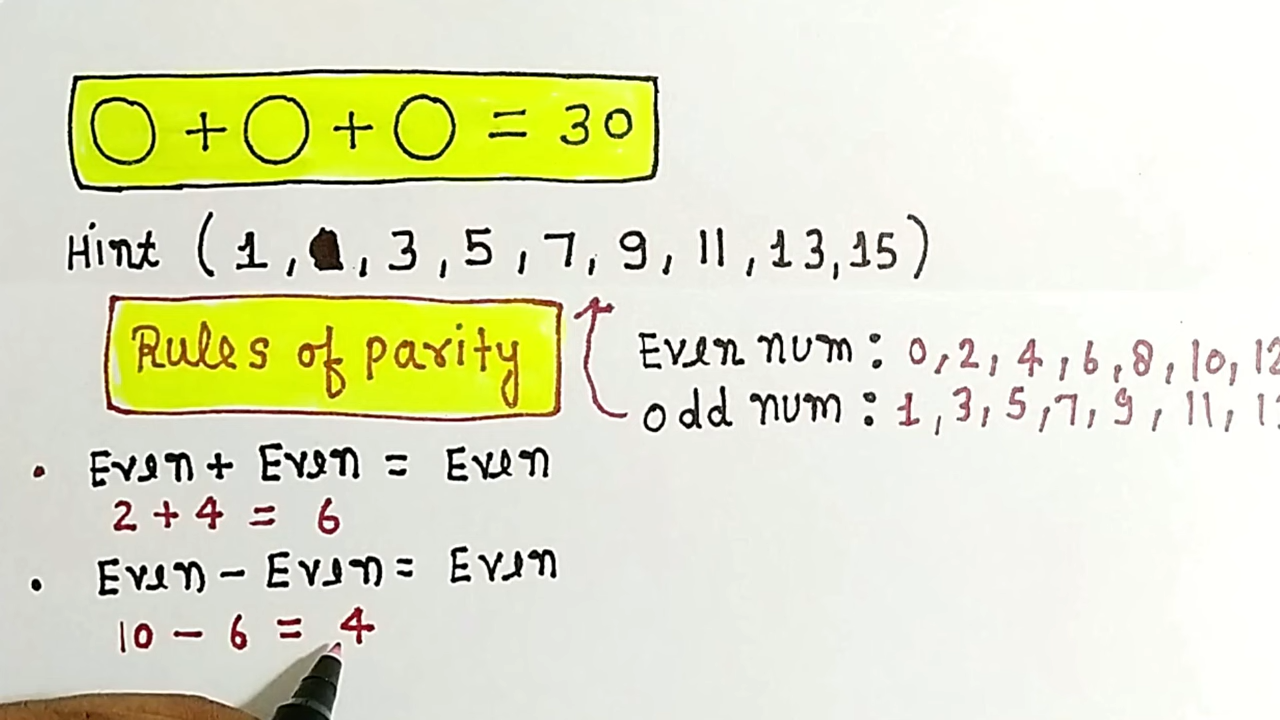 O + O + O = 30
Hint ( 1, , 3, 5, 7, 9, 11, 13, 15)
Rules of parity
Even num : 0, 2, 4, 6, 8, 10, 12
odd num : 1, 3, 5, 7, 9, 11, 1
• Even + Even = Even
2 + 4 = 6
• Even - Even = Even
10 - 6 = 4